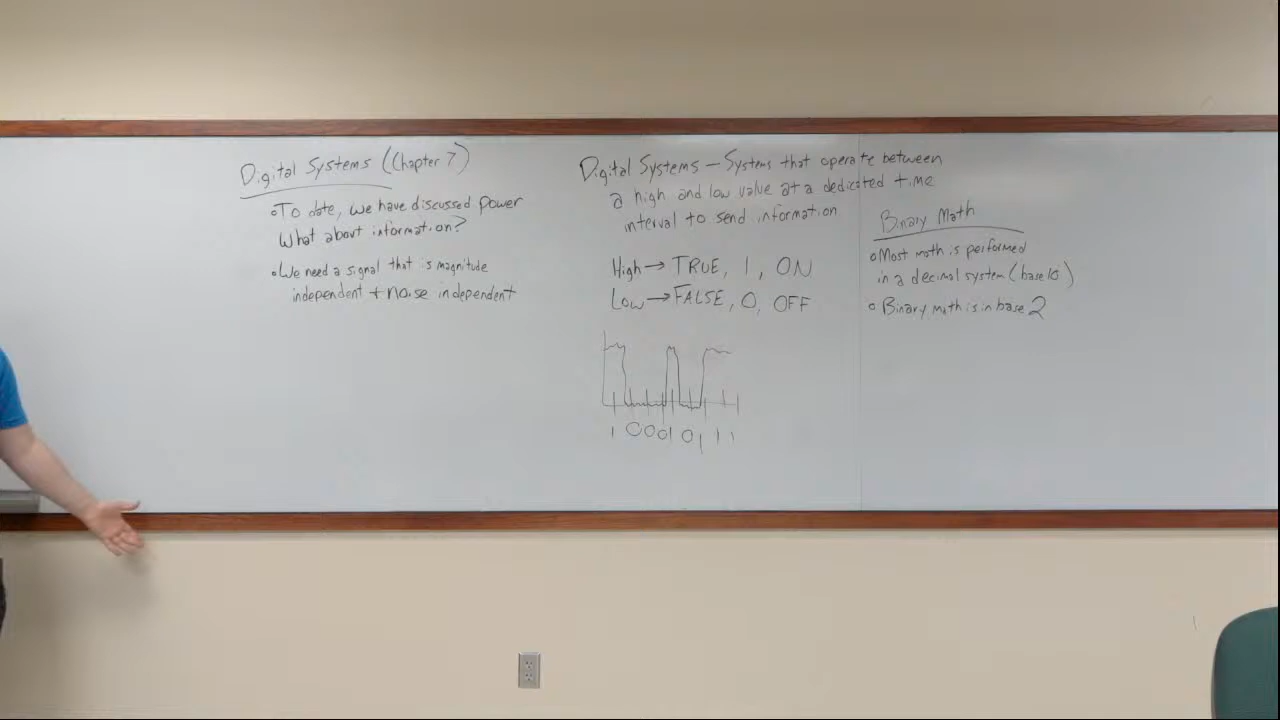 Digital Systems (Chapter 7)
• To date, we have discussed power
What about information?
• We need a signal that is magnitude
independent + noise independent
Digital Systems — Systems that operate between
a high and low value at a dedicated time
interval to send information
High → TRUE, 1, ON
Low → FALSE, 0, OFF
1 0 0 0 1 0 1 1 1
Binary Math
• Most math is performed
in a decimal system (base 10)
• Binary math is in base 2